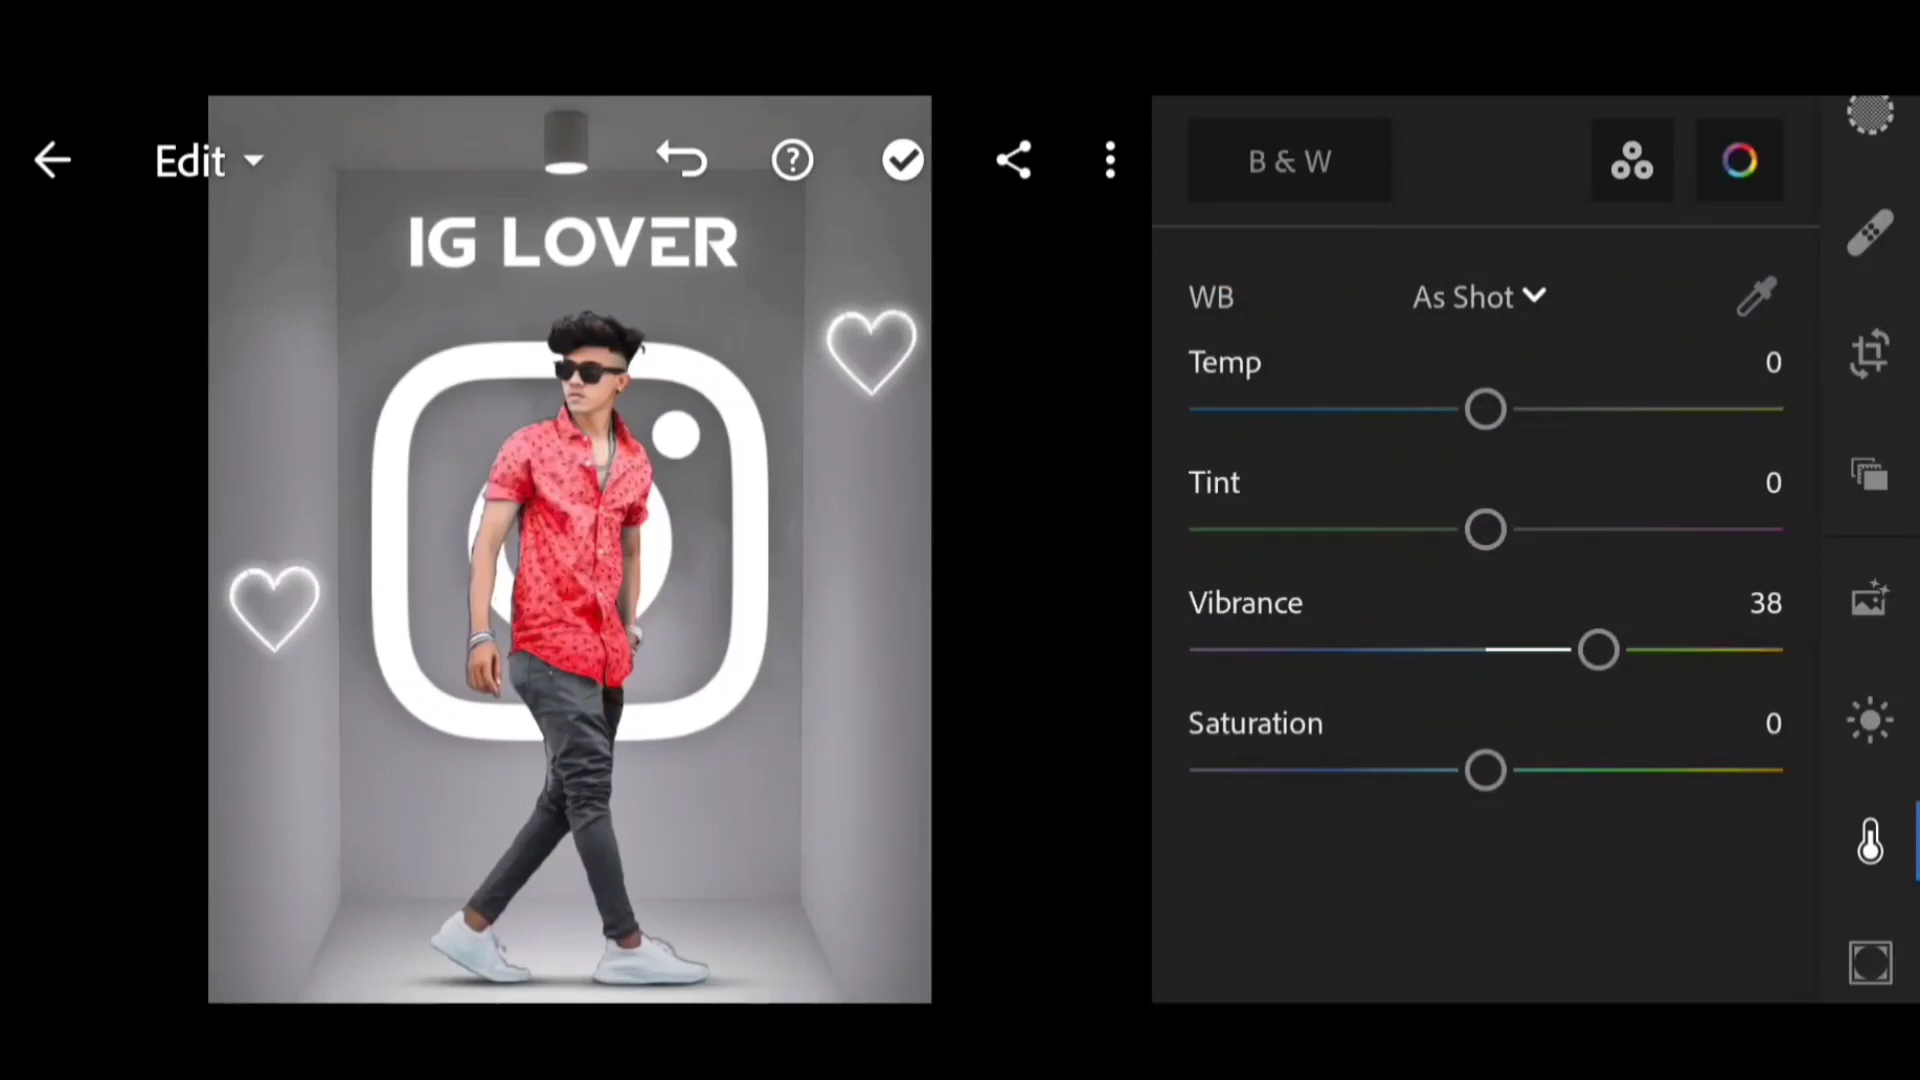 Edit
IG LOVER
B & W
WB As Shot
Temp 0
Tint 0
Vibrance 38
Saturation 0